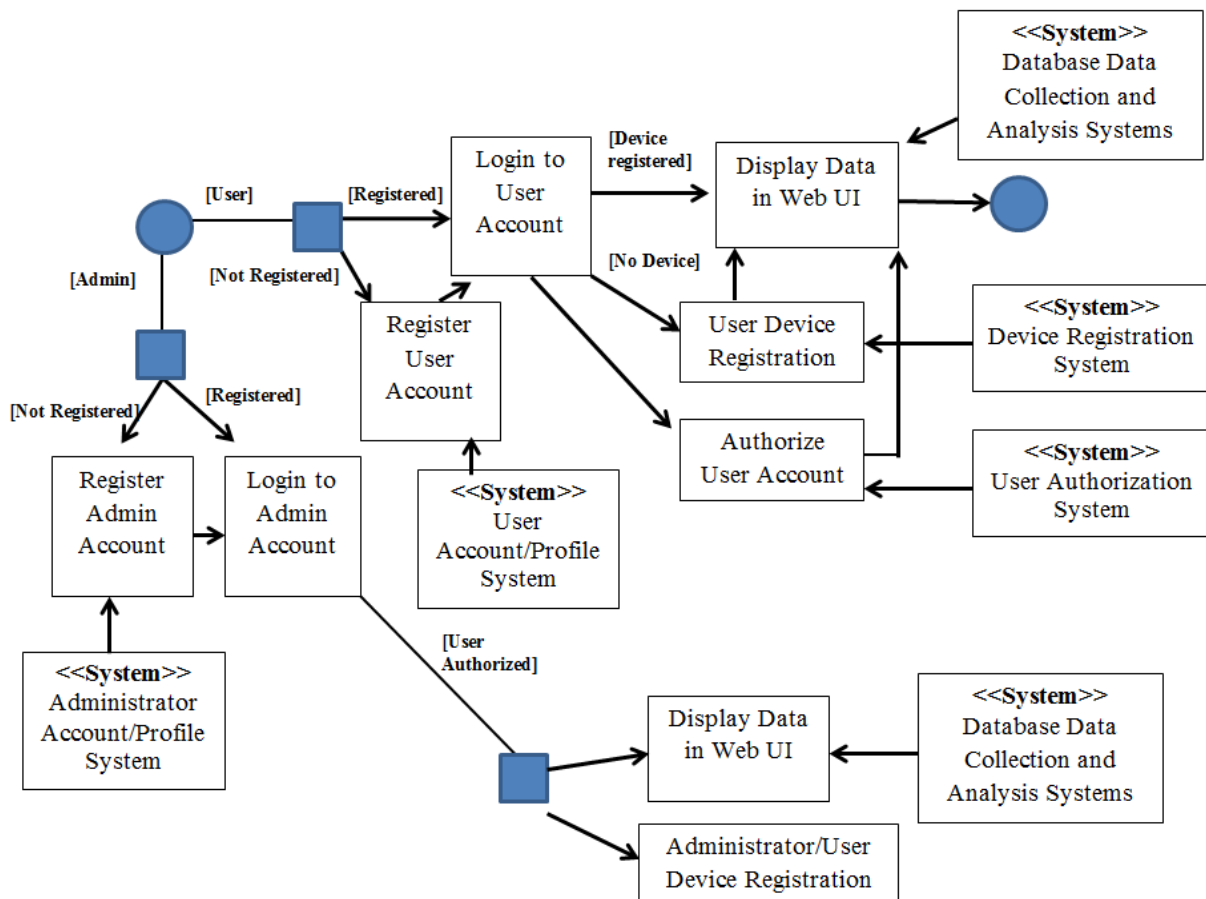 <<System>>
Database Data
Collection and
Analysis Systems
[Device
registered]
Login to
User
Account
Display Data
in Web UI
[User]
[Registered]
[Not Registered]
[No Device]
[Admin]
Register
User
Account
User Device
Registration
<<System>>
Device Registration
System
[Registered]
[Not Registered]
Authorize
User Account
<<System>>
User Authorization
System
Register
Admin
Account
Login to
Admin
Account
<<System>>
User
Account/Profile
System
[User
Authorized]
<<System>>
Administrator
Account/Profile
System
Display Data
in Web UI
<<System>>
Database Data
Collection and
Analysis Systems
Administrator/User
Device Registration